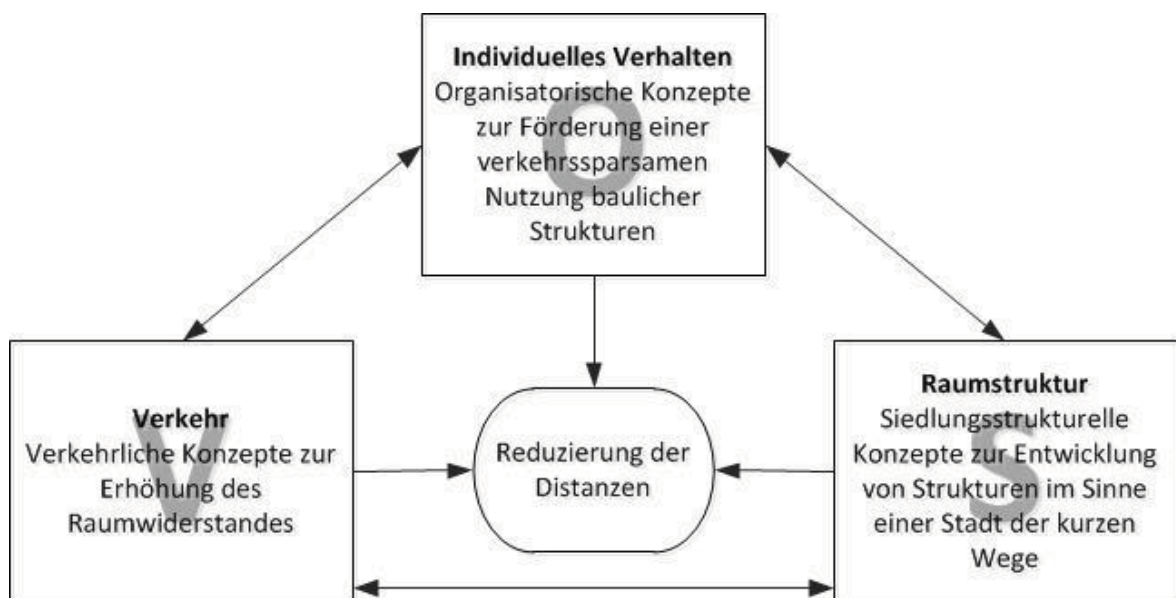 Individuelles Verhalten
Organisatorische Konzepte
zur Förderung einer
verkehrssparsamen
Nutzung baulicher
Strukturen
O
Verkehr
Verkehrliche Konzepte zur
Erhöhung des
Raumwiderstandes
V
Reduzierung der
Distanzen
Raumstruktur
Siedlungsstrukturelle
Konzepte zur Entwicklung
von Strukturen im Sinne
einer Stadt der kurzen
Wege
S